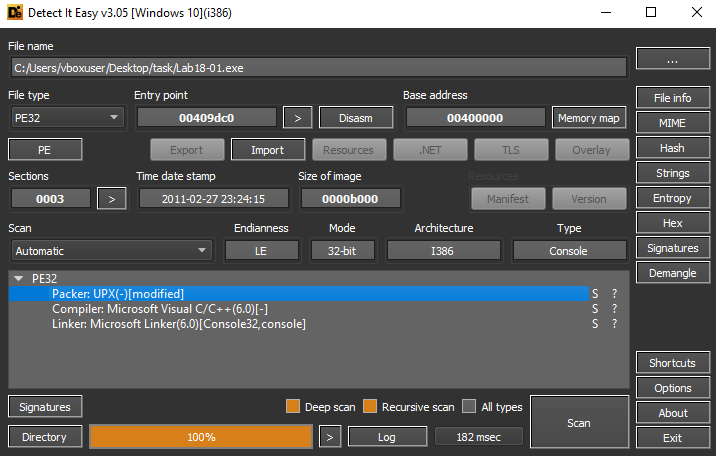 Detect It Easy v3.05 [Windows 10](i386)
File name
C:/Users/vboxuser/Desktop/task/Lab18-01.exe
...
File type Entry point Base address
PE32 00409dc0 > Disasm 00400000 Memory map
File info
MIME
PE Export Import Resources .NET TLS Overlay
Hash
Sections Time date stamp Size of image Resources
Strings
0003 > 2011-02-27 23:24:15 0000b000 Manifest Version
Entropy
Hex
Scan Endianness Mode Architecture Type
Automatic LE 32-bit I386 Console
Signatures
Demangle
PE32
Packer: UPX(-)[modified] S ?
Compiler: Microsoft Visual C/C++(6.0)[-] S ?
Linker: Microsoft Linker(6.0)[Console32,console] S ?
Shortcuts
Options
Signatures Deep scan Recursive scan All types Scan
About
Directory 100% > Log 182 msec
Exit